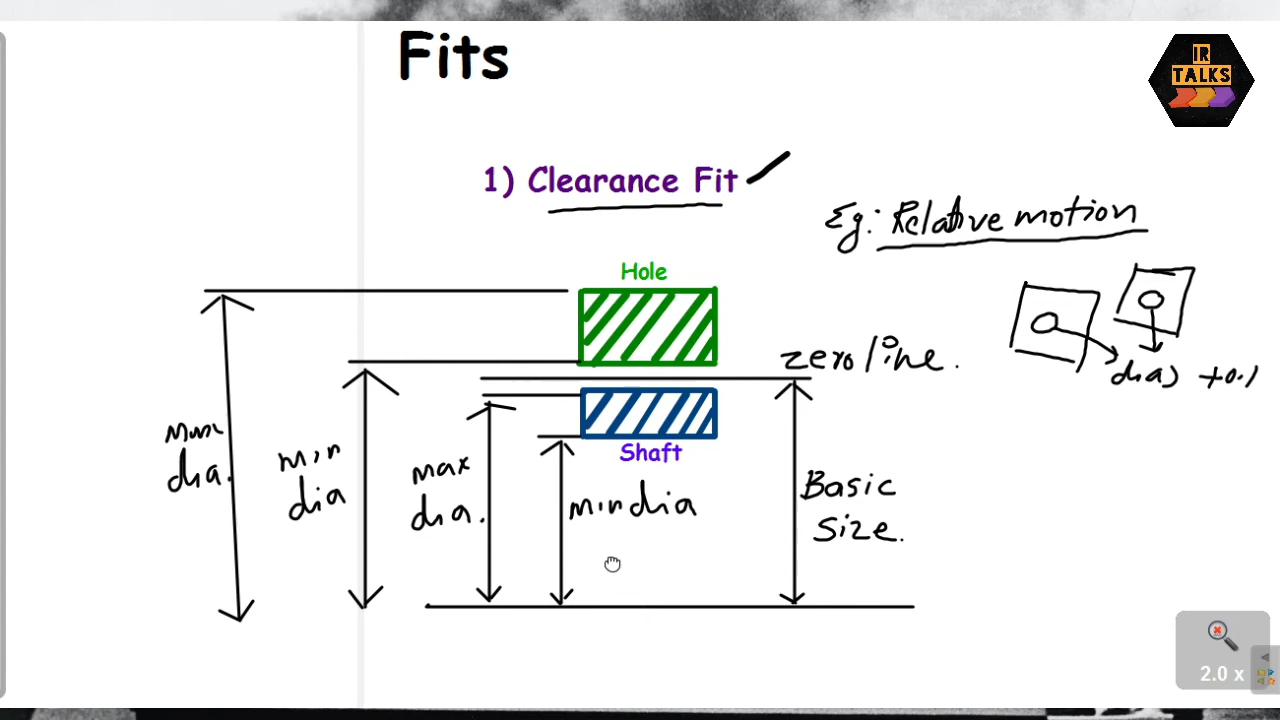 Fits
IR
TALKS
1) Clearance Fit
Eg: Relative motion
Hole
zero line.
dia) +0.1
max
dia.
min
dia
max
dia.
Shaft
min dia
Basic
size.
2.0 x